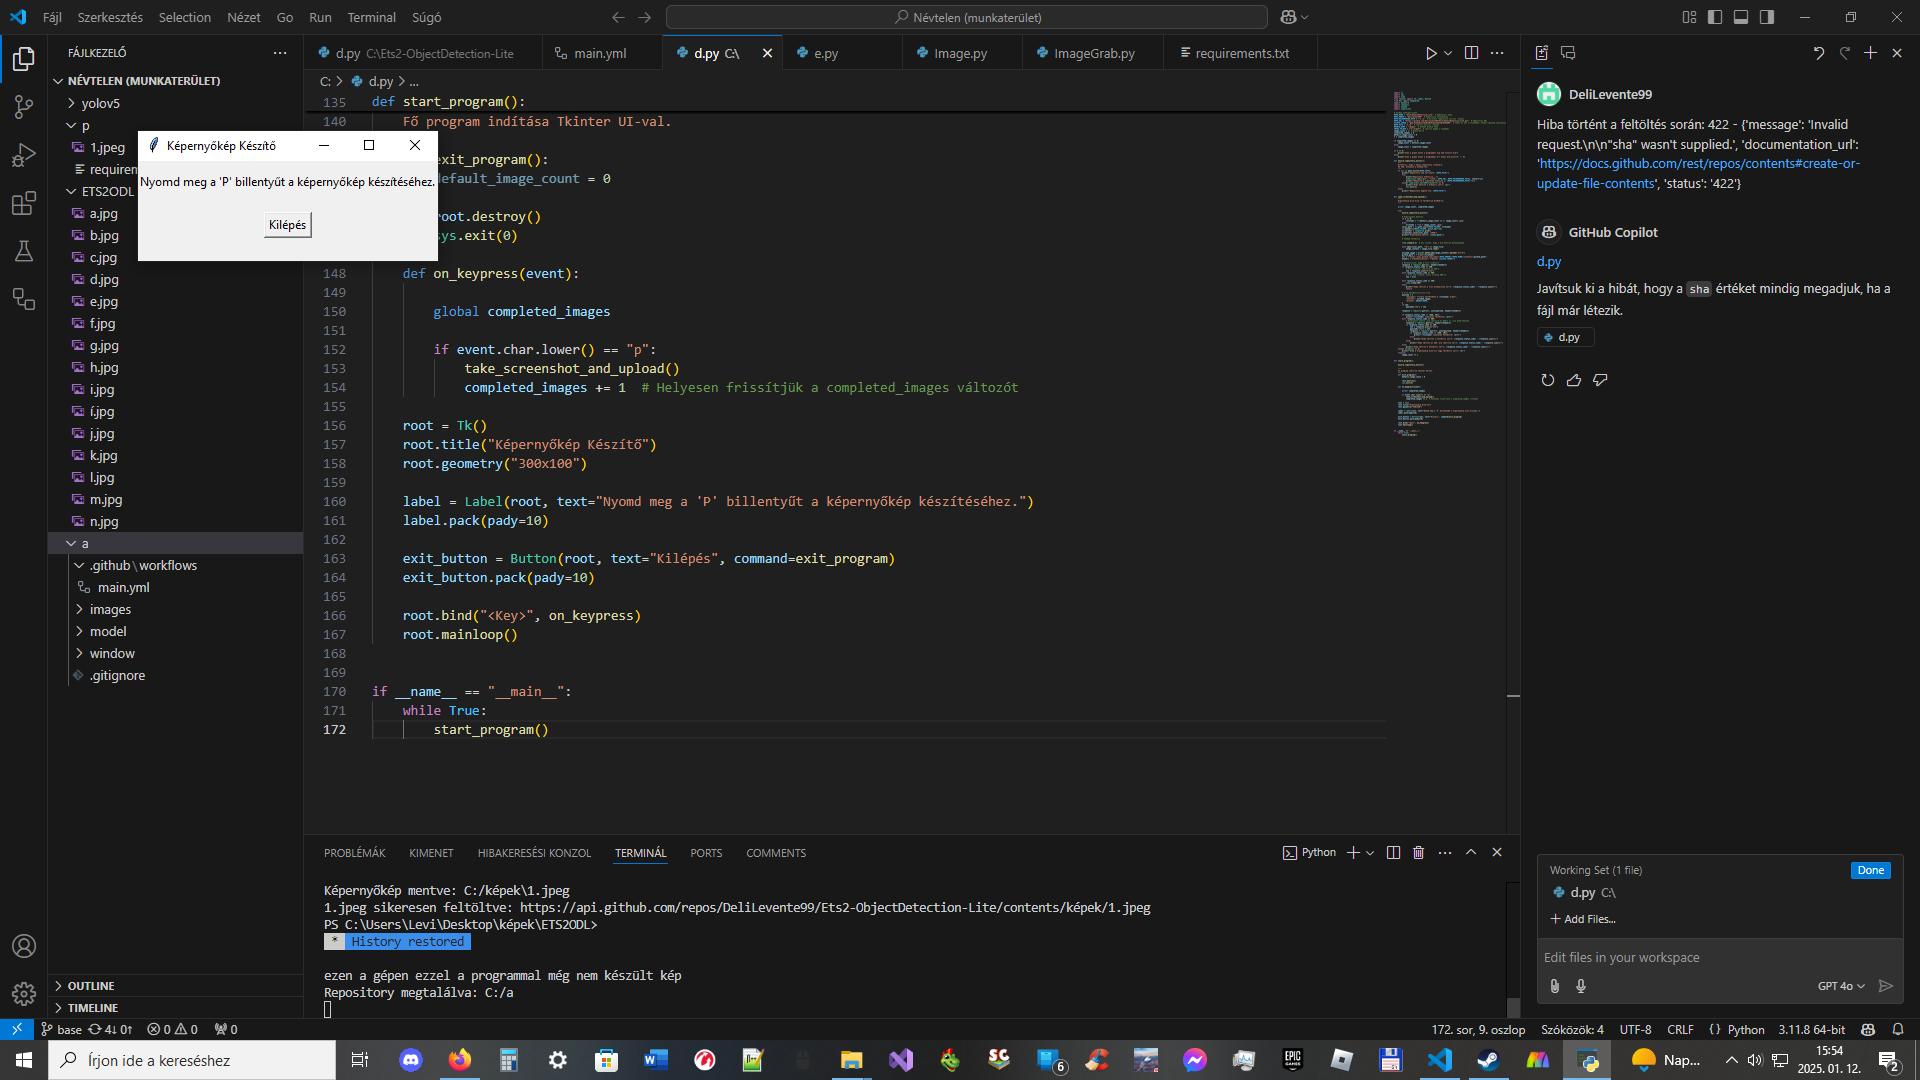 Fájl Szerkesztés Selection Nézet Go Run Terminal Súgó
Névtelen (munkaterület)
FÁJLKEZELŐ
NÉVTELEN (MUNKATERÜLET)
yolov5
p
1.jpeg
requirem
ETS2ODL
a.jpg
b.jpg
c.jpg
d.jpg
e.jpg
f.jpg
g.jpg
h.jpg
i.jpg
í.jpg
j.jpg
k.jpg
l.jpg
m.jpg
n.jpg
a
.github\workflows
main.yml
images
model
window
.gitignore
OUTLINE
TIMELINE
Képernyőkép Készítő
Nyomd meg a 'P' billentyűt a képernyőkép készítéséhez.
Kilépés
d.py C:\Ets2-ObjectDetection-Lite
main.yml
d.py C:\
e.py
Image.py
ImageGrab.py
requirements.txt
C: > d.py > ...
135 def start_program():
140 Fő program indítása Tkinter UI-val.
exit_program():
default_image_count = 0
root.destroy()
sys.exit(0)
148 def on_keypress(event):
149
150 global completed_images
151
152 if event.char.lower() == "p":
153 take_screenshot_and_upload()
154 completed_images += 1 # Helyesen frissítjük a completed_images változót
155
156 root = Tk()
157 root.title("Képernyőkép Készítő")
158 root.geometry("300x100")
159
160 label = Label(root, text="Nyomd meg a 'P' billentyűt a képernyőkép készítéséhez.")
161 label.pack(pady=10)
162
163 exit_button = Button(root, text="Kilépés", command=exit_program)
164 exit_button.pack(pady=10)
165
166 root.bind("<Key>", on_keypress)
167 root.mainloop()
168
169
170 if __name__ == "__main__":
171 while True:
172 start_program()
PROBLÉMÁK KIMENET HIBAKERESÉSI KONZOL TERMINÁL PORTS COMMENTS
Python
Képernyőkép mentve: C:/képek\1.jpeg
1.jpeg sikeresen feltöltve: https://api.github.com/repos/DeliLevente99/Ets2-ObjectDetection-Lite/contents/képek/1.jpeg
PS C:\Users\Levi\Desktop\képek\ETS2ODL>
* History restored
ezen a gépen ezzel a programmal még nem készült kép
Repository megtalálva: C:/a
DeliLevente99
Hiba történt a feltöltés során: 422 - {'message': 'Invalid
request.\n\n"sha" wasn't supplied.', 'documentation_url':
'https://docs.github.com/rest/repos/contents#create-or-
update-file-contents', 'status': '422'}
GitHub Copilot
d.py
Javítsuk ki a hibát, hogy a sha értéket mindig megadjuk, ha a
fájl már létezik.
d.py
Working Set (1 file)
Done
d.py C:\
Add Files...
Edit files in your workspace
GPT 4o
base 4↓ 0↑ 0 0 0
172. sor, 9. oszlop Szóközök: 4 UTF-8 CRLF {} Python 3.11.8 64-bit
Írjon ide a kereséshez
6
EPIC GAMES
Nap...
15:54
2025. 01. 12.
2